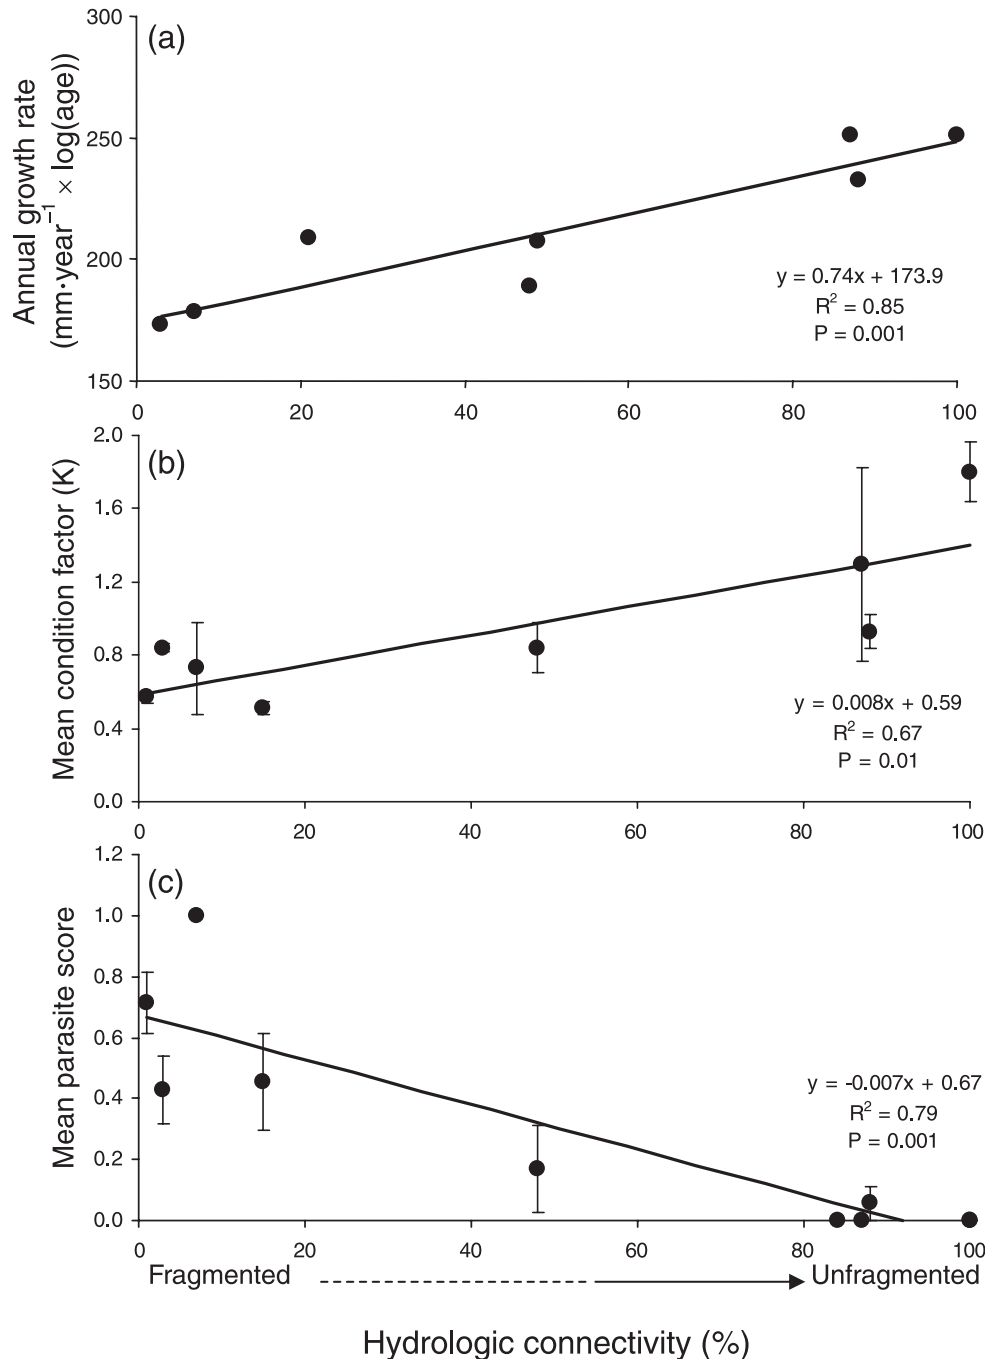 (a)
Annual growth rate
(mm·year⁻¹ × log(age))
300
250
200
150
0 20 40 60 80 100
y = 0.74x + 173.9
R² = 0.85
P = 0.001
(b)
Mean condition factor (K)
2.0
1.6
1.2
0.8
0.4
0.0
0 20 40 60 80 100
y = 0.008x + 0.59
R² = 0.67
P = 0.01
(c)
Mean parasite score
1.2
1.0
0.8
0.6
0.4
0.2
0.0
0 20 40 60 80 100
y = -0.007x + 0.67
R² = 0.79
P = 0.001
Fragmented Unfragmented
Hydrologic connectivity (%)